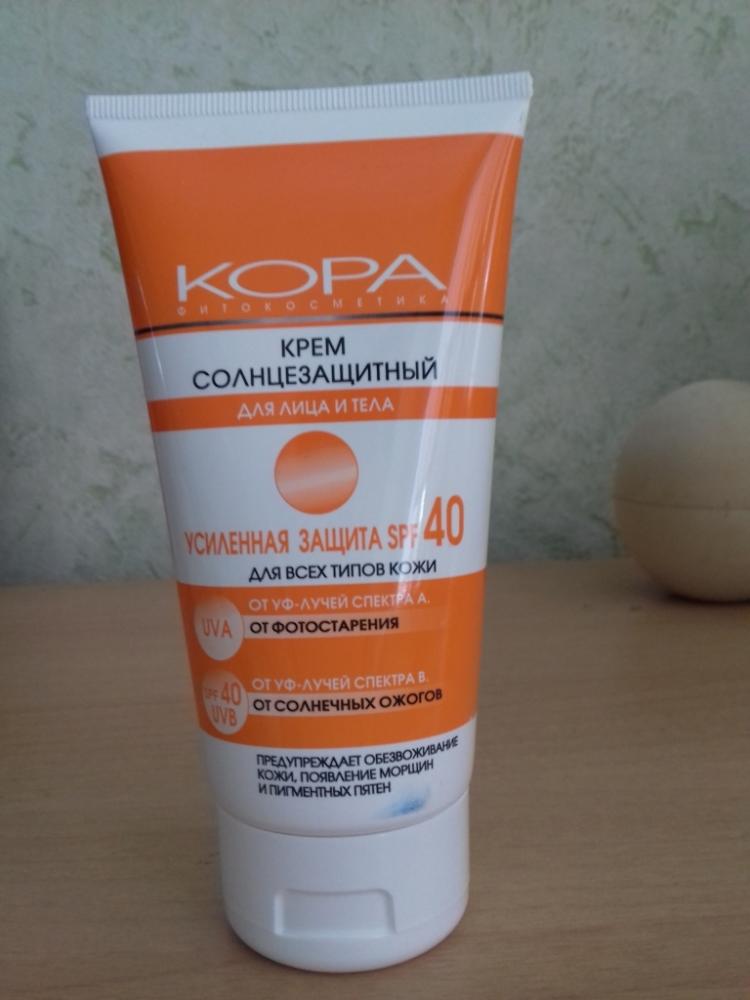 КОРА
ФИТОКОСМЕТИКА
КРЕМ
СОЛНЦЕЗАЩИТНЫЙ
ДЛЯ ЛИЦА И ТЕЛА
УСИЛЕННАЯ ЗАЩИТА SPF 40
ДЛЯ ВСЕХ ТИПОВ КОЖИ
UVA
ОТ УФ-ЛУЧЕЙ СПЕКТРА А.
ОТ ФОТОСТАРЕНИЯ
SPF 40
UVB
ОТ УФ-ЛУЧЕЙ СПЕКТРА В.
ОТ СОЛНЕЧНЫХ ОЖОГОВ
ПРЕДУПРЕЖДАЕТ ОБЕЗВОЖИВАНИЕ
КОЖИ, ПОЯВЛЕНИЕ МОРЩИН
И ПИГМЕНТНЫХ ПЯТЕН